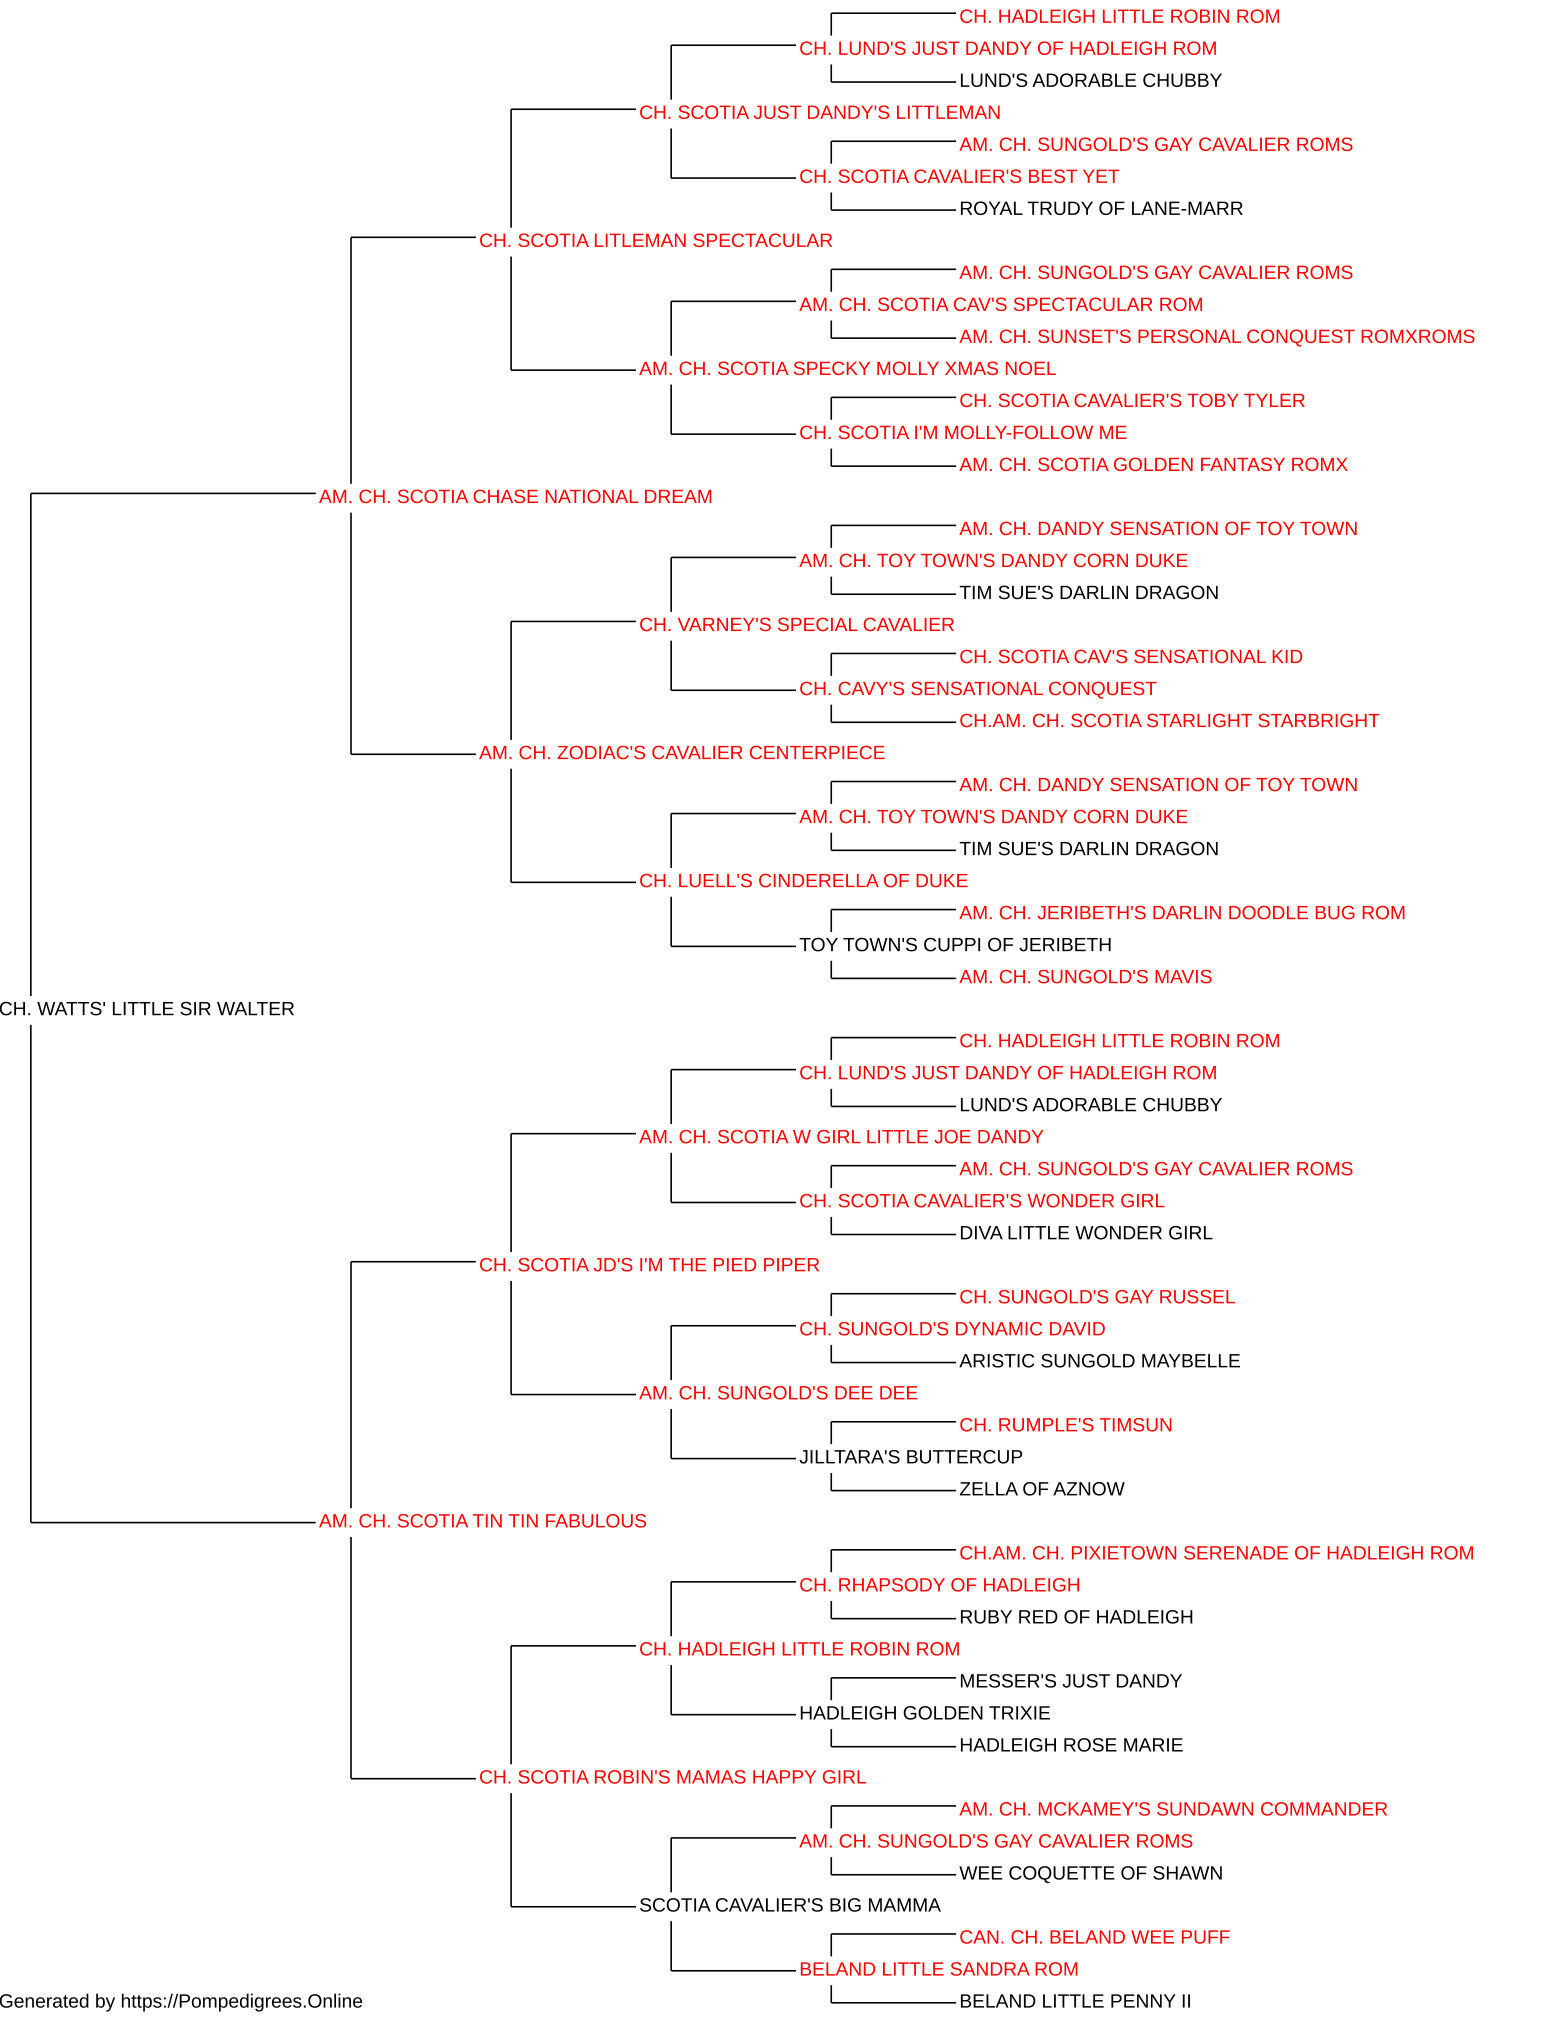 CH. HADLEIGH LITTLE ROBIN ROM
CH. LUND'S JUST DANDY OF HADLEIGH ROM
LUND'S ADORABLE CHUBBY
CH. SCOTIA JUST DANDY'S LITTLEMAN
AM. CH. SUNGOLD'S GAY CAVALIER ROMS
CH. SCOTIA CAVALIER'S BEST YET
ROYAL TRUDY OF LANE-MARR
CH. SCOTIA LITLEMAN SPECTACULAR
AM. CH. SUNGOLD'S GAY CAVALIER ROMS
AM. CH. SCOTIA CAV'S SPECTACULAR ROM
AM. CH. SUNSET'S PERSONAL CONQUEST ROMXROMS
AM. CH. SCOTIA SPECKY MOLLY XMAS NOEL
CH. SCOTIA CAVALIER'S TOBY TYLER
CH. SCOTIA I'M MOLLY-FOLLOW ME
AM. CH. SCOTIA GOLDEN FANTASY ROMX
AM. CH. SCOTIA CHASE NATIONAL DREAM
AM. CH. DANDY SENSATION OF TOY TOWN
AM. CH. TOY TOWN'S DANDY CORN DUKE
TIM SUE'S DARLIN DRAGON
CH. VARNEY'S SPECIAL CAVALIER
CH. SCOTIA CAV'S SENSATIONAL KID
CH. CAVY'S SENSATIONAL CONQUEST
CH.AM. CH. SCOTIA STARLIGHT STARBRIGHT
AM. CH. ZODIAC'S CAVALIER CENTERPIECE
AM. CH. DANDY SENSATION OF TOY TOWN
AM. CH. TOY TOWN'S DANDY CORN DUKE
TIM SUE'S DARLIN DRAGON
CH. LUELL'S CINDERELLA OF DUKE
AM. CH. JERIBETH'S DARLIN DOODLE BUG ROM
TOY TOWN'S CUPPI OF JERIBETH
AM. CH. SUNGOLD'S MAVIS
CH. WATTS' LITTLE SIR WALTER
CH. HADLEIGH LITTLE ROBIN ROM
CH. LUND'S JUST DANDY OF HADLEIGH ROM
LUND'S ADORABLE CHUBBY
AM. CH. SCOTIA W GIRL LITTLE JOE DANDY
AM. CH. SUNGOLD'S GAY CAVALIER ROMS
CH. SCOTIA CAVALIER'S WONDER GIRL
DIVA LITTLE WONDER GIRL
CH. SCOTIA JD'S I'M THE PIED PIPER
CH. SUNGOLD'S GAY RUSSEL
CH. SUNGOLD'S DYNAMIC DAVID
ARISTIC SUNGOLD MAYBELLE
AM. CH. SUNGOLD'S DEE DEE
CH. RUMPLE'S TIMSUN
JILLTARA'S BUTTERCUP
ZELLA OF AZNOW
AM. CH. SCOTIA TIN TIN FABULOUS
CH.AM. CH. PIXIETOWN SERENADE OF HADLEIGH ROM
CH. RHAPSODY OF HADLEIGH
RUBY RED OF HADLEIGH
CH. HADLEIGH LITTLE ROBIN ROM
MESSER'S JUST DANDY
HADLEIGH GOLDEN TRIXIE
HADLEIGH ROSE MARIE
CH. SCOTIA ROBIN'S MAMAS HAPPY GIRL
AM. CH. MCKAMEY'S SUNDAWN COMMANDER
AM. CH. SUNGOLD'S GAY CAVALIER ROMS
WEE COQUETTE OF SHAWN
SCOTIA CAVALIER'S BIG MAMMA
CAN. CH. BELAND WEE PUFF
BELAND LITTLE SANDRA ROM
BELAND LITTLE PENNY II
Generated by https://Pompedigrees.Online